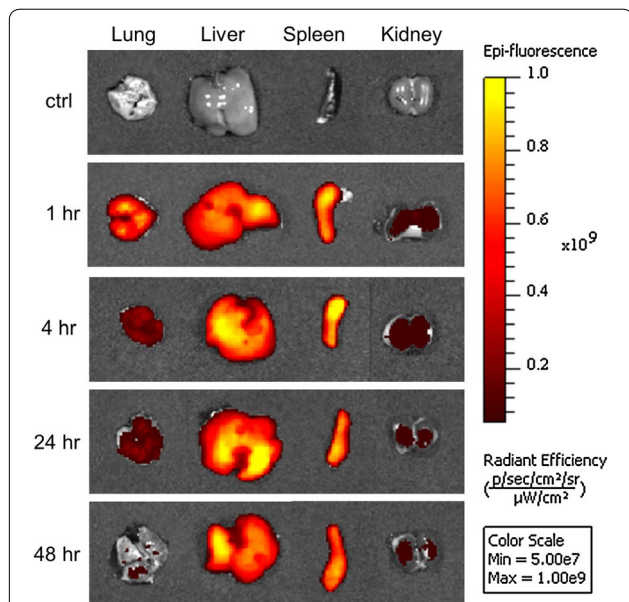 Lung Liver Spleen Kidney
ctrl
1 hr
4 hr
24 hr
48 hr
Epi-fluorescence
1.0
0.8
0.6
x10⁹
0.4
0.2
Radiant Efficiency
(p/sec/cm²/sr
µW/cm²)
Color Scale
Min = 5.00e7
Max = 1.00e9